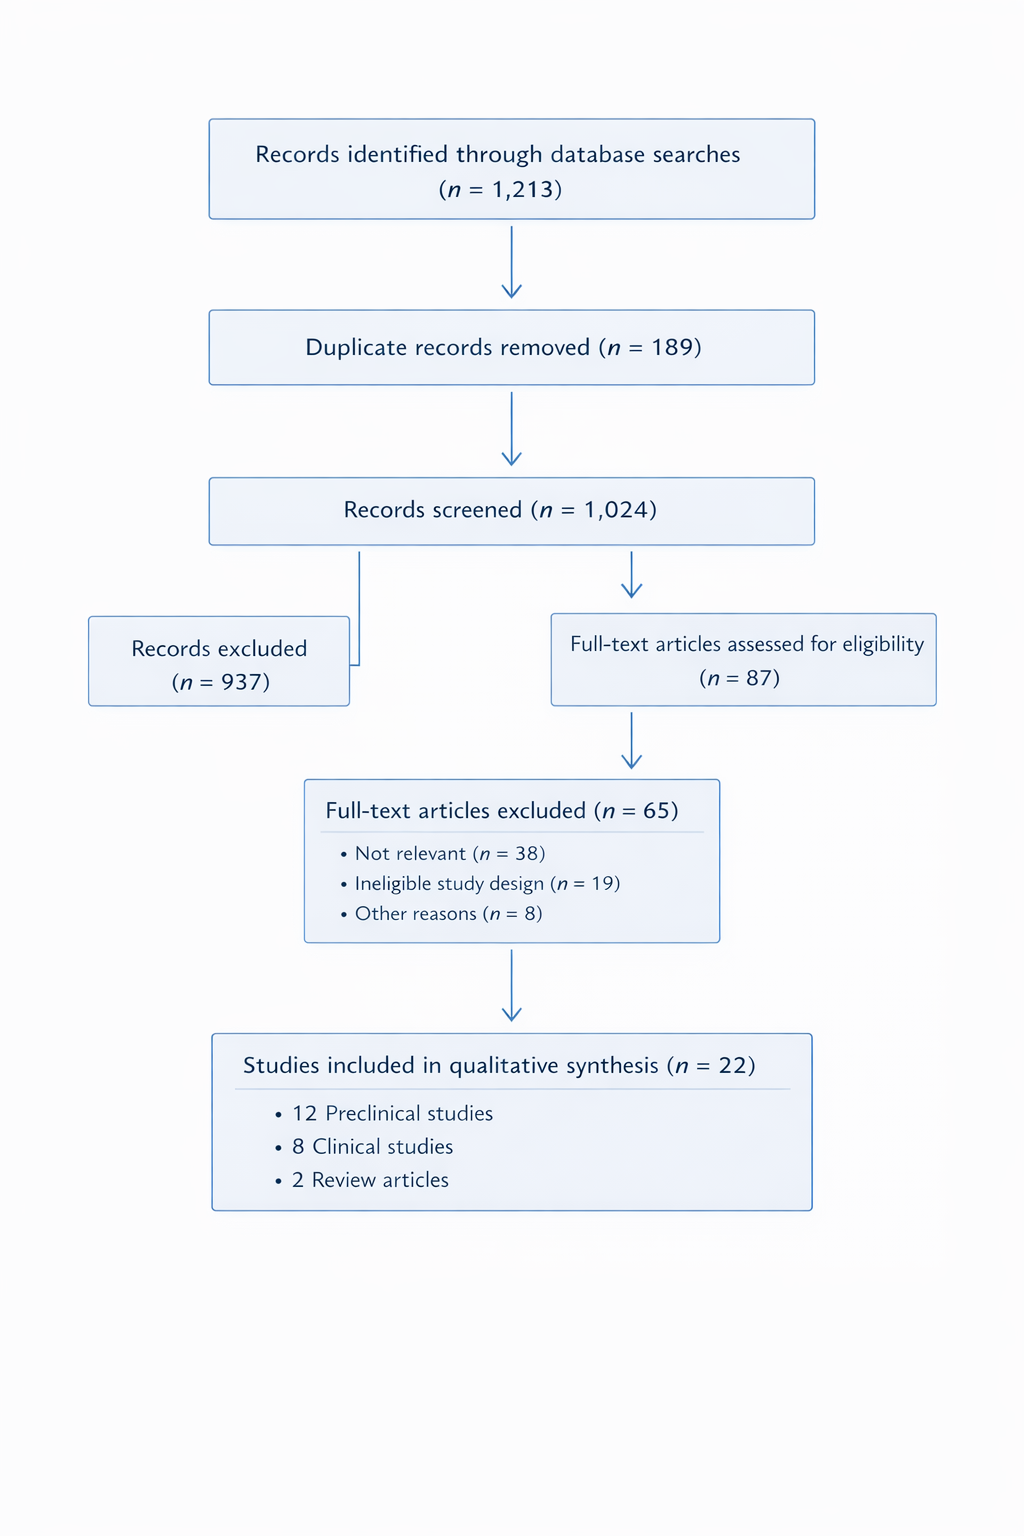 Records identified through database searches
(n = 1,213)
Duplicate records removed (n = 189)
Records screened (n = 1,024)
Records excluded
(n = 937)
Full-text articles assessed for eligibility
(n = 87)
Full-text articles excluded (n = 65)
• Not relevant (n = 38)
• Ineligible study design (n = 19)
• Other reasons (n = 8)
Studies included in qualitative synthesis (n = 22)
• 12 Preclinical studies
• 8 Clinical studies
• 2 Review articles